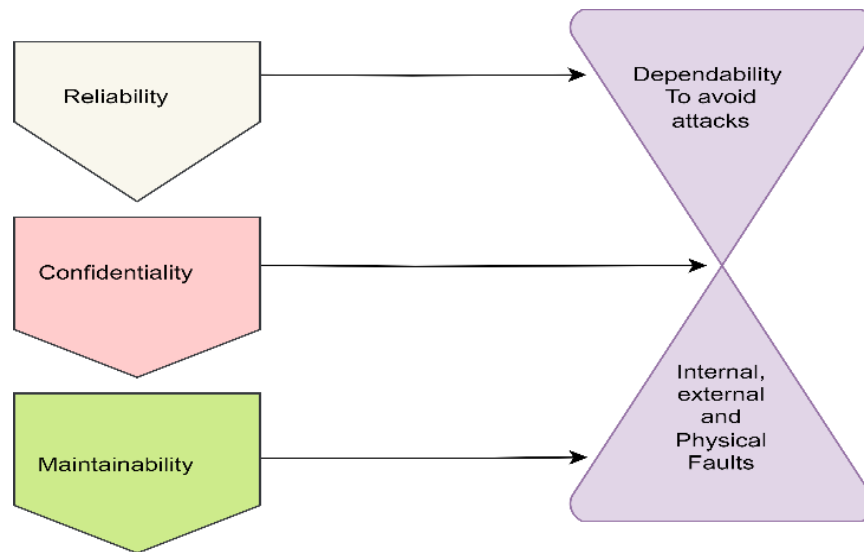 Reliability
Dependability
To avoid
attacks
Confidentiality
Maintainability
Internal,
external
and
Physical
Faults